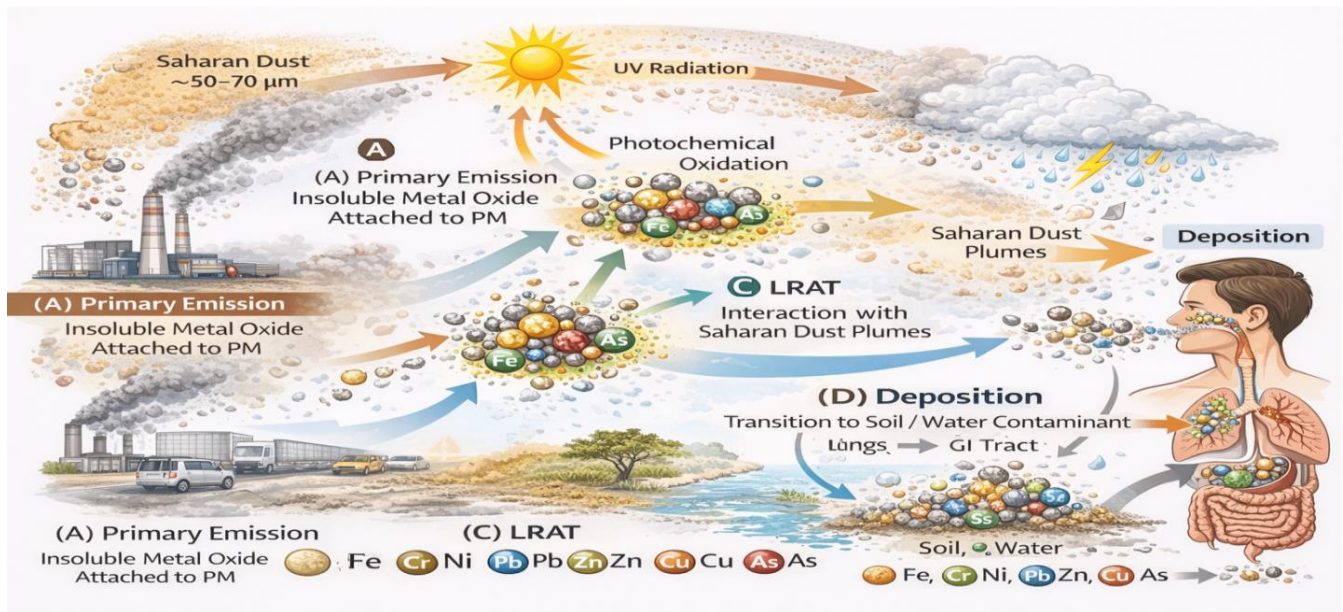 Saharan Dust
~50–70 µm
UV Radiation
A
(A) Primary Emission
Insoluble Metal Oxide
Attached to PM
Photochemical
Oxidation
Fe
As
Saharan Dust
Plumes
Deposition
(A) Primary Emission
Insoluble Metal Oxide
Attached to PM
C LRAT
Interaction with
Saharan Dust Plumes
Fe
As
(D) Deposition
Transition to Soil / Water Contaminant
Lungs GI Tract
Ss
Soil, Water
(A) Primary Emission
Insoluble Metal Oxide
Attached to PM
(C) LRAT
Fe Cr Ni Pb Pb Zn Zn Cu Cu As As
Fe, Cr Ni, Pb Zn, Cu As